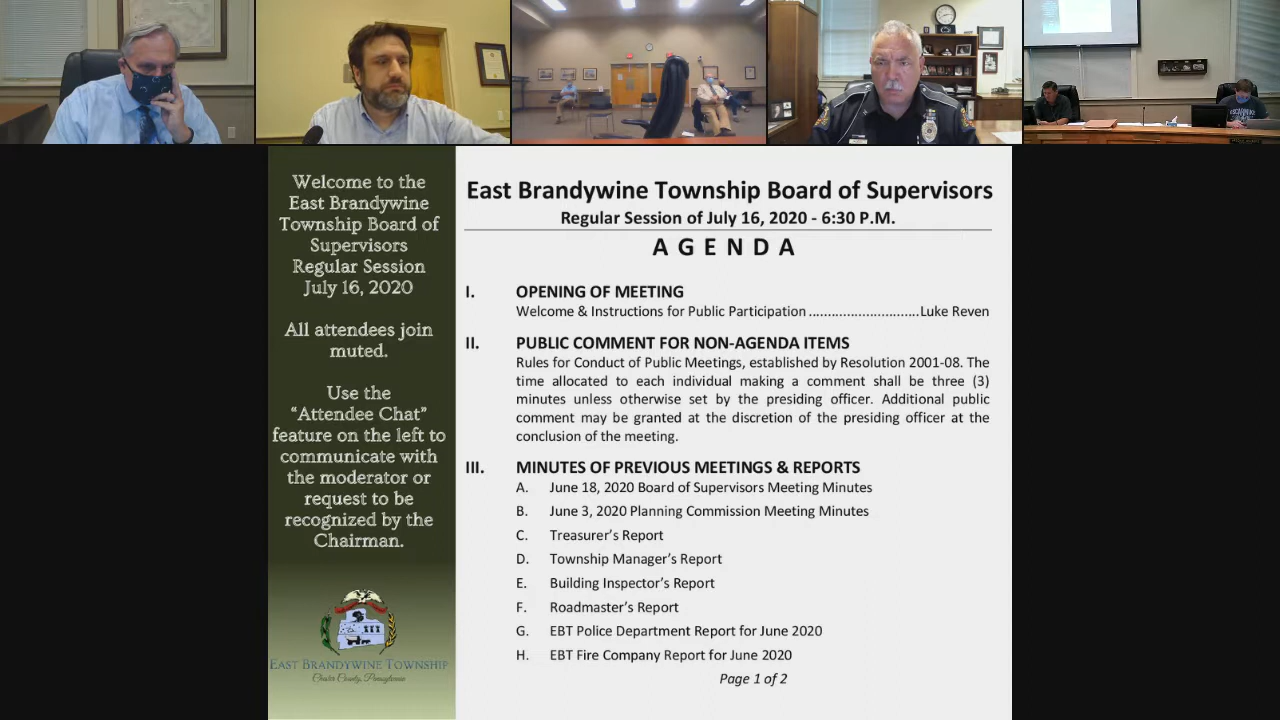 Welcome to the
East Brandywine
Township Board of
Supervisors
Regular Session
July 16, 2020
All attendees join
muted.
Use the
“Attendee Chat”
feature on the left to
communicate with
the moderator or
request to be
recognized by the
Chairman.
EAST BRANDYWINE TOWNSHIP
Chester County, Pennsylvania
East Brandywine Township Board of Supervisors
Regular Session of July 16, 2020 - 6:30 P.M.
A G E N D A
I. OPENING OF MEETING
Welcome & Instructions for Public Participation ............................Luke Reven
II. PUBLIC COMMENT FOR NON-AGENDA ITEMS
Rules for Conduct of Public Meetings, established by Resolution 2001-08. The
time allocated to each individual making a comment shall be three (3)
minutes unless otherwise set by the presiding officer. Additional public
comment may be granted at the discretion of the presiding officer at the
conclusion of the meeting.
III. MINUTES OF PREVIOUS MEETINGS & REPORTS
A. June 18, 2020 Board of Supervisors Meeting Minutes
B. June 3, 2020 Planning Commission Meeting Minutes
C. Treasurer’s Report
D. Township Manager’s Report
E. Building Inspector’s Report
F. Roadmaster’s Report
G. EBT Police Department Report for June 2020
H. EBT Fire Company Report for June 2020
Page 1 of 2